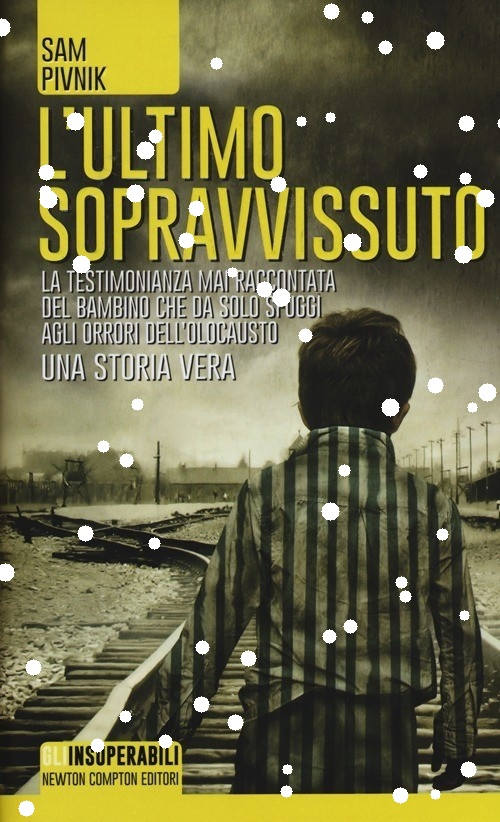 SAM
PIVNIK
L'ULTIMO
SOPRAVVISSUTO
LA TESTIMONIANZA MAI RACCONTATA
DEL BAMBINO CHE DA SOLO SFUGGÌ
AGLI ORRORI DELL'OLOCAUSTO
UNA STORIA VERA
GLI INSUPERABILI
NEWTON COMPTON EDITORI